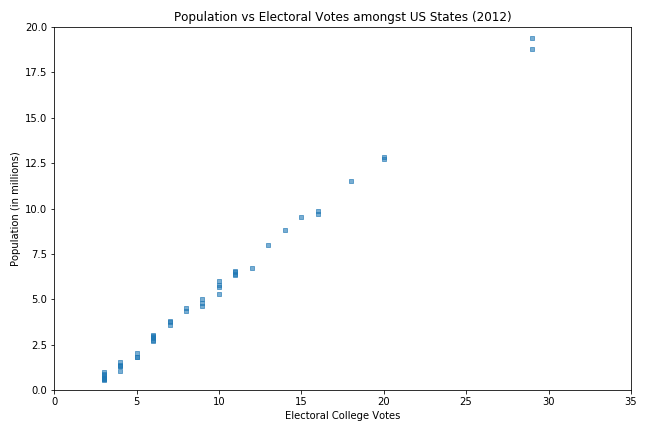 Population vs Electoral Votes amongst US States (2012)
20.0
17.5
15.0
12.5
10.0
7.5
5.0
2.5
0.0
Population (in millions)
0 5 10 15 20 25 30 35
Electoral College Votes